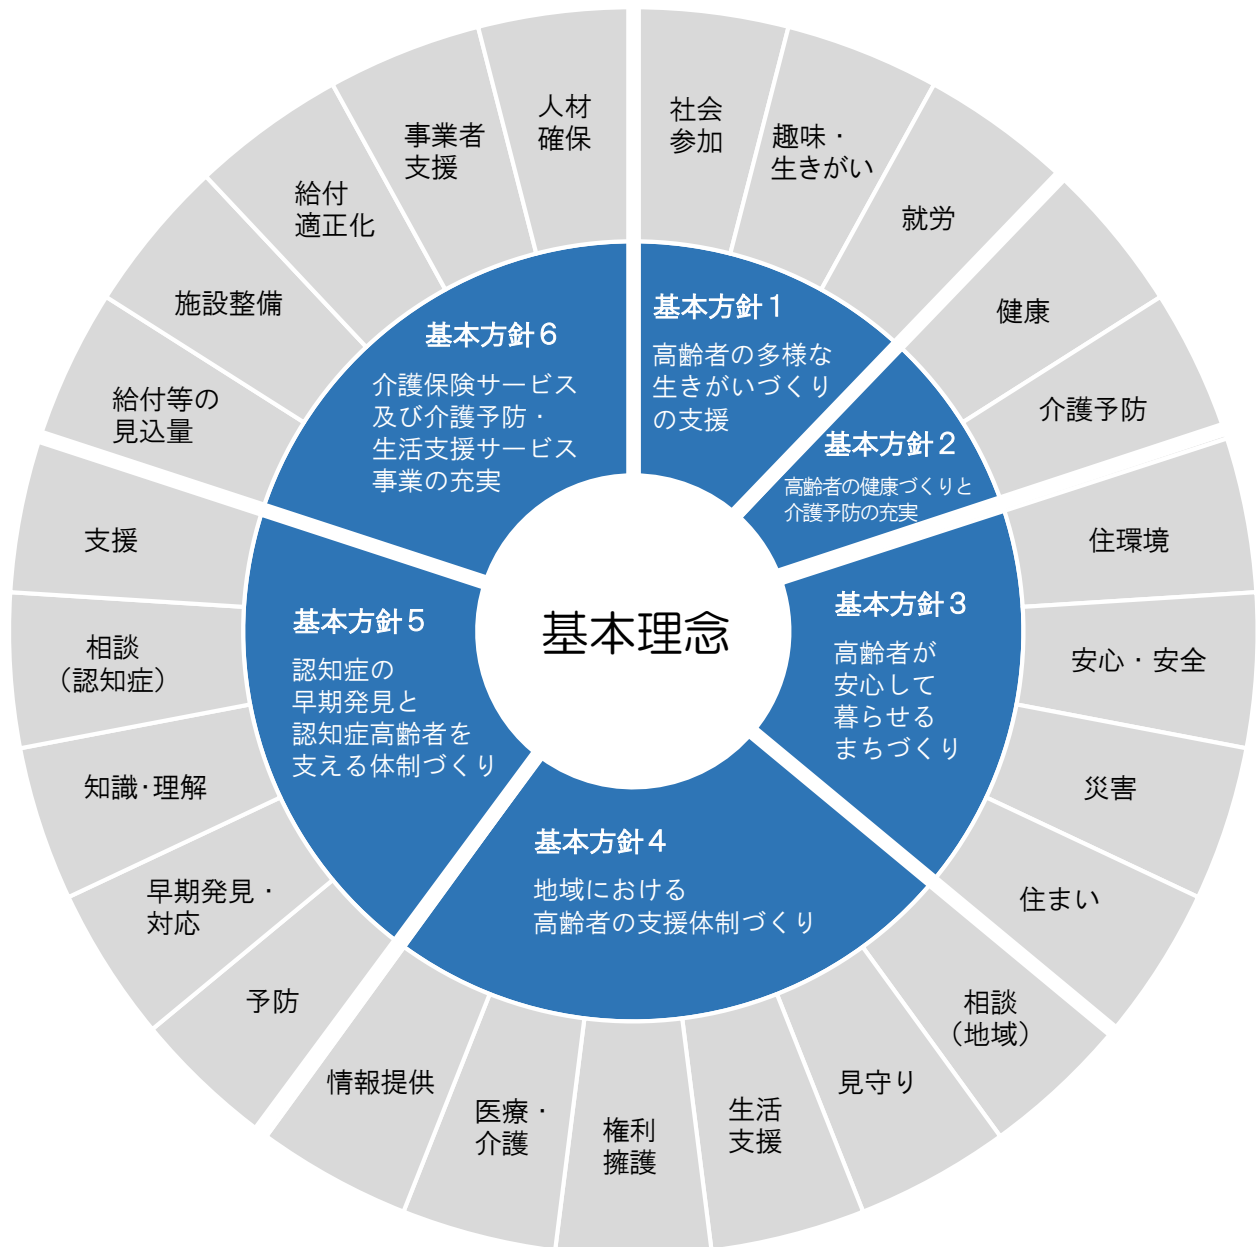 基本理念
基本方針1
高齢者の多様な
生きがいづくり
の支援
社会
参加
趣味・
生きがい
就労
基本方針2
高齢者の健康づくりと
介護予防の充実
健康
介護予防
基本方針3
高齢者が
安心して
暮らせる
まちづくり
住環境
安心・安全
災害
住まい
基本方針4
地域における
高齢者の支援体制づくり
相談
（地域）
見守り
生活
支援
権利
擁護
医療・
介護
情報提供
基本方針5
認知症の
早期発見と
認知症高齢者を
支える体制づくり
予防
早期発見・
対応
知識・理解
相談
（認知症）
支援
基本方針6
介護保険サービス
及び介護予防・
生活支援サービス
事業の充実
給付等の
見込量
施設整備
給付
適正化
事業者
支援
人材
確保